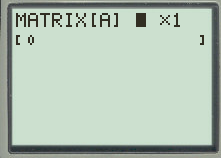 MATRIX[A] █ ×1
[ 0 ]